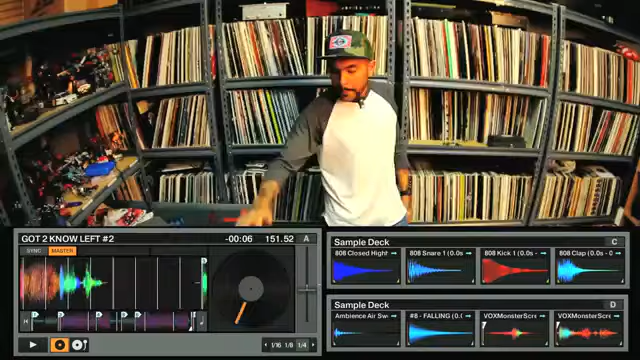 GOT 2 KNOW LEFT #2
-00:06
151.52
A
SYNC
MASTER
1/16 1/8 1/4
Sample Deck
C
808 Closed High
808 Snare 1 (0.0s
808 Kick 1 (0.0s -
808 Clap (0.0s -
Sample Deck
D
Ambience Air Sw
#8 - FALLING (0.0
VOXMonsterScre
VOXMonsterScre